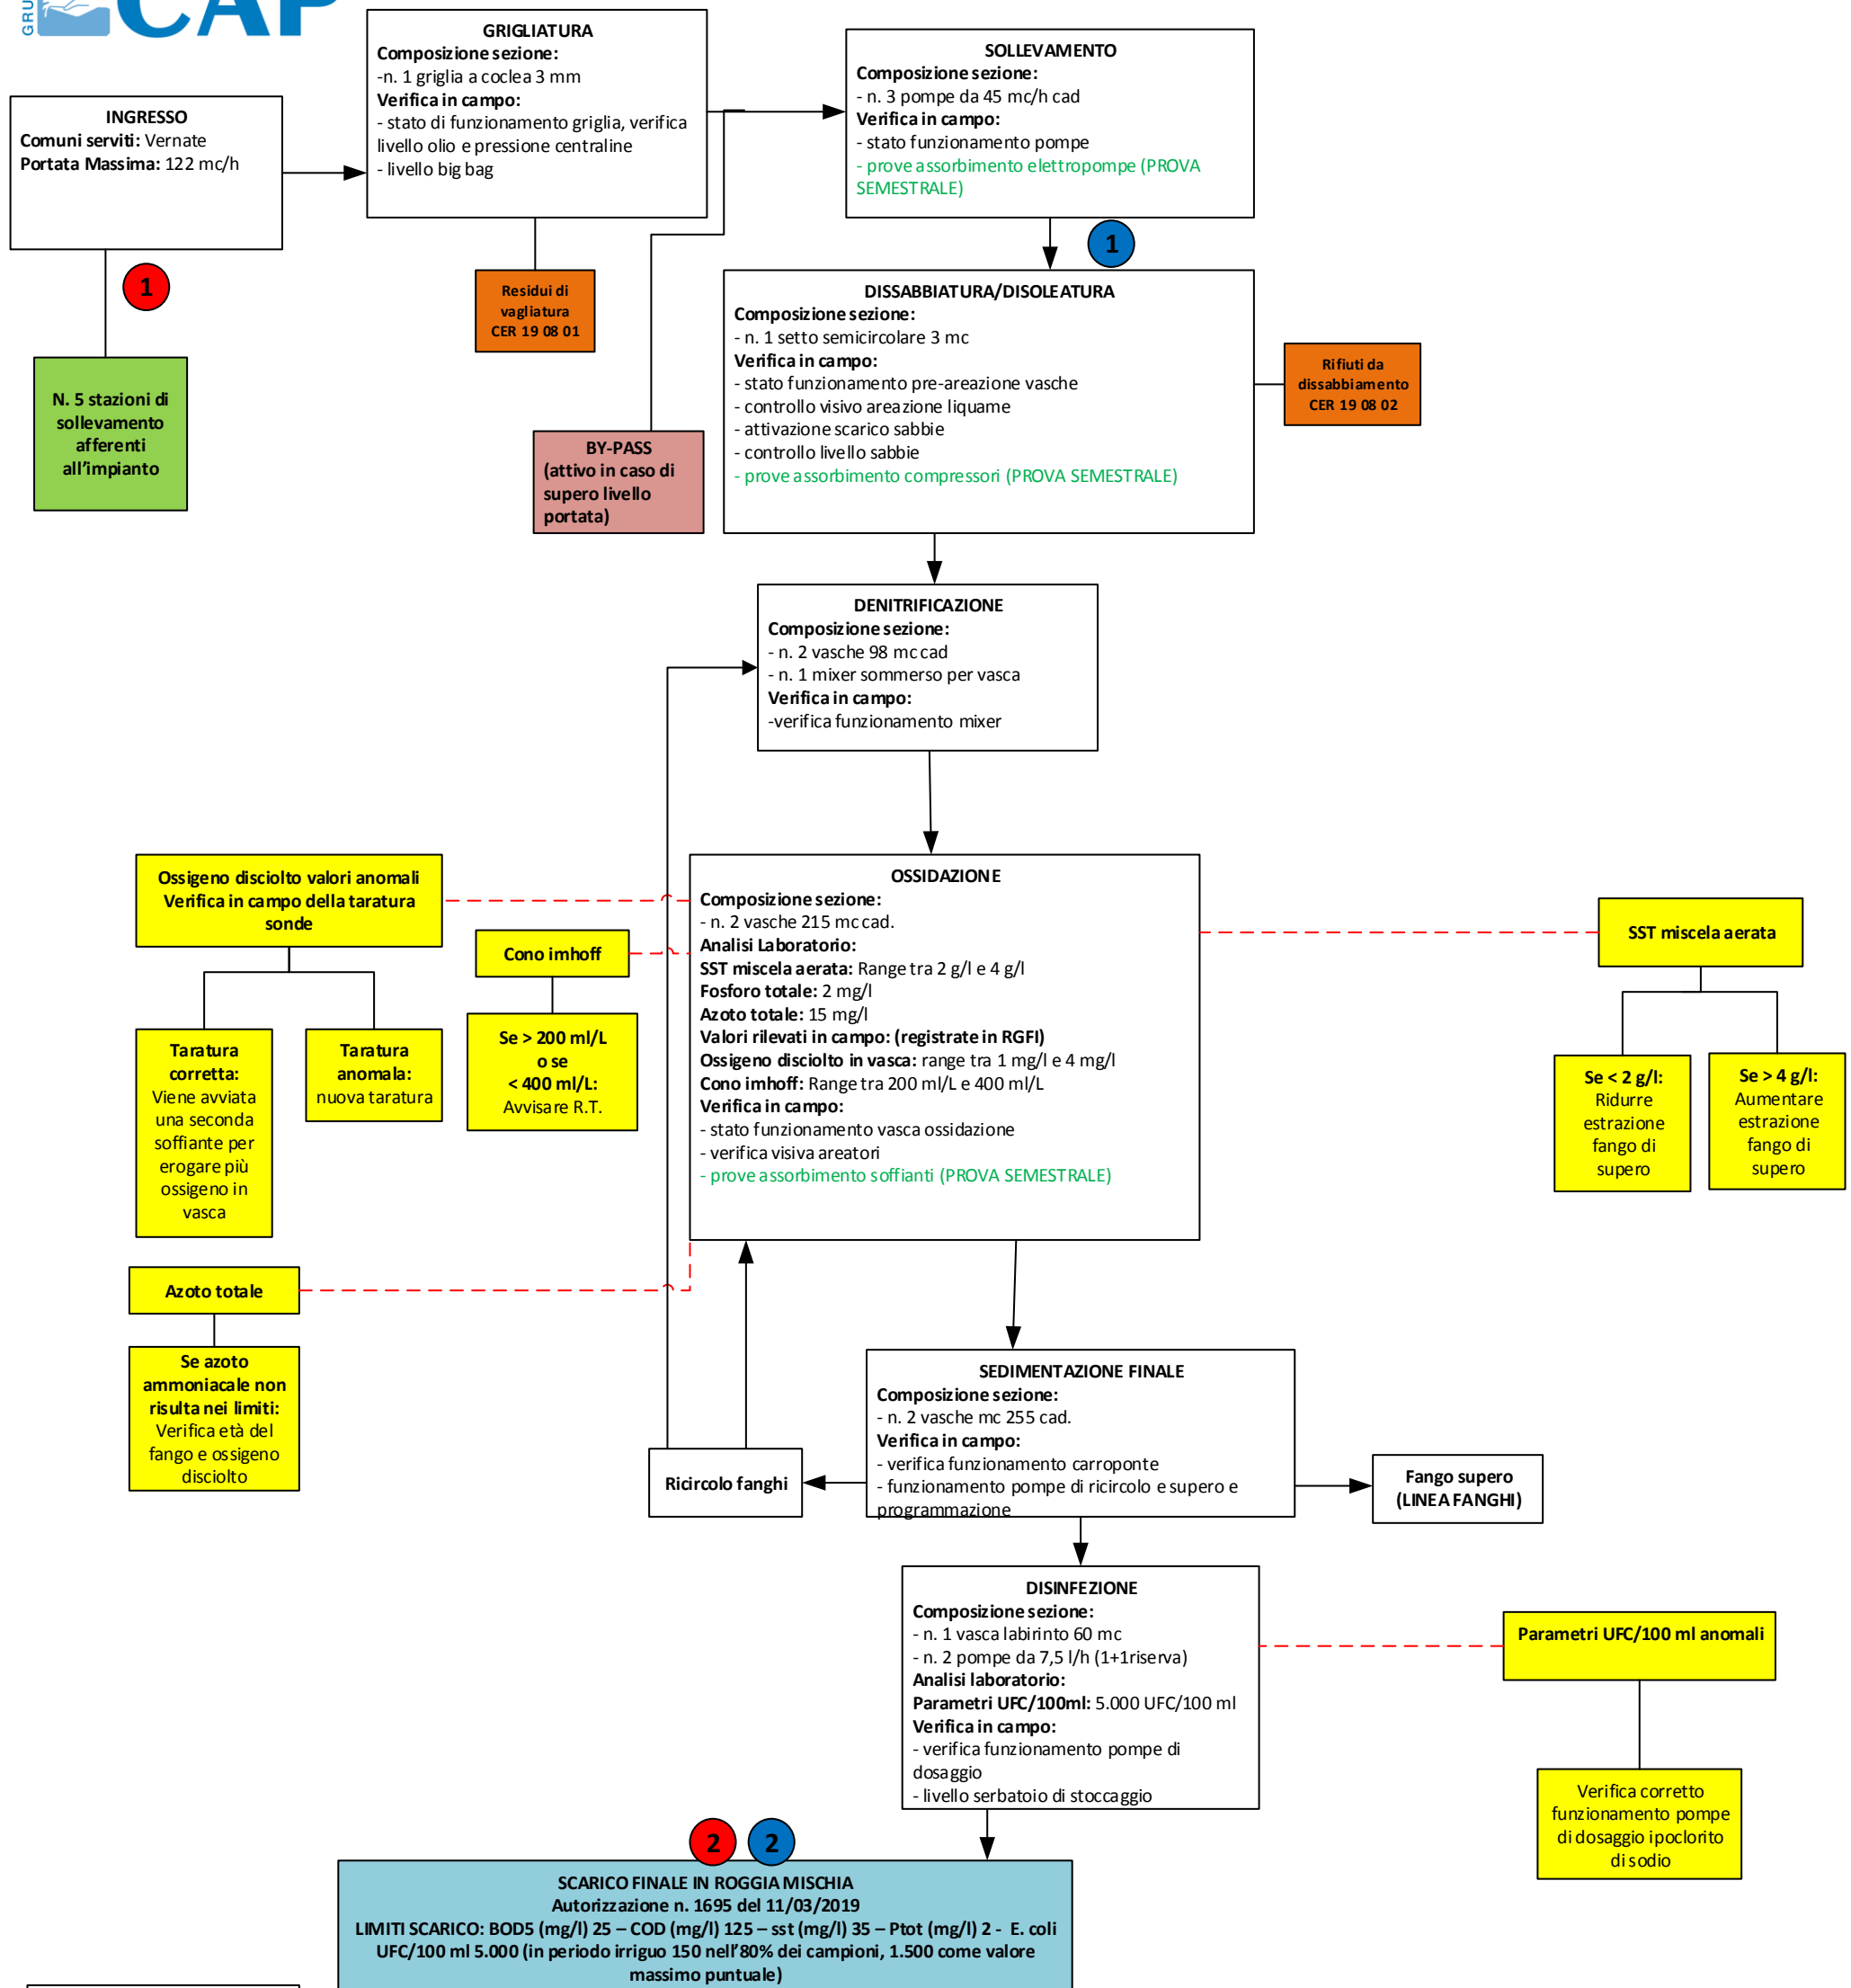 GRU
CAP
GRIGLIATURA
Composizione sezione:
-n. 1 griglia a coclea 3 mm
Verifica in campo:
- stato di funzionamento griglia, verifica
livello olio e pressione centraline
- livello big bag
SOLLEVAMENTO
Composizione sezione:
- n. 3 pompe da 45 mc/h cad
Verifica in campo:
- stato funzionamento pompe
- prove assorbimento elettropompe (PROVA
SEMESTRALE)
INGRESSO
Comuni serviti: Vernate
Portata Massima: 122 mc/h
1
1
Residui di
vagliatura
CER 19 08 01
DISSABBIATURA/DISOLEATURA
Composizione sezione:
- n. 1 setto semicircolare 3 mc
Verifica in campo:
- stato funzionamento pre-areazione vasche
- controllo visivo areazione liquame
- attivazione scarico sabbie
- controllo livello sabbie
- prove assorbimento compressori (PROVA SEMESTRALE)
Rifiuti da
dissabbiamento
CER 19 08 02
N. 5 stazioni di
sollevamento
afferenti
all'impianto
BY-PASS
(attivo in caso di
supero livello
portata)
DENITRIFICAZIONE
Composizione sezione:
- n. 2 vasche 98 mc cad
- n. 1 mixer sommerso per vasca
Verifica in campo:
-verifica funzionamento mixer
Ossigeno disciolto valori anomali
Verifica in campo della taratura
sonde
Taratura
corretta:
Viene avviata
una seconda
soffiante per
erogare più
ossigeno in
vasca
Taratura
anomala:
nuova taratura
Cono imhoff
Se > 200 ml/L
o se
< 400 ml/L:
Avvisare R.T.
OSSIDAZIONE
Composizione sezione:
- n. 2 vasche 215 mc cad.
Analisi Laboratorio:
SST miscela aerata: Range tra 2 g/l e 4 g/l
Fosforo totale: 2 mg/l
Azoto totale: 15 mg/l
Valori rilevati in campo: (registrate in RGFI)
Ossigeno disciolto in vasca: range tra 1 mg/l e 4 mg/l
Cono imhoff: Range tra 200 ml/L e 400 ml/L
Verifica in campo:
- stato funzionamento vasca ossidazione
- verifica visiva areatori
- prove assorbimento soffianti (PROVA SEMESTRALE)
SST miscela aerata
Se < 2 g/l:
Ridurre
estrazione
fango di
supero
Se > 4 g/l:
Aumentare
estrazione
fango di
supero
Azoto totale
Se azoto
ammoniacale non
risulta nei limiti:
Verifica età del
fango e ossigeno
disciolto
SEDIMENTAZIONE FINALE
Composizione sezione:
- n. 2 vasche mc 255 cad.
Verifica in campo:
- verifica funzionamento carroponte
- funzionamento pompe di ricircolo e supero e
programmazione
Ricircolo fanghi
Fango supero
(LINEA FANGHI)
DISINFEZIONE
Composizione sezione:
- n. 1 vasca labirinto 60 mc
- n. 2 pompe da 7,5 l/h (1+1riserva)
Analisi laboratorio:
Parametri UFC/100ml: 5.000 UFC/100 ml
Verifica in campo:
- verifica funzionamento pompe di
dosaggio
- livello serbatoio di stoccaggio
Parametri UFC/100 ml anomali
Verifica corretto
funzionamento pompe
di dosaggio ipoclorito
di sodio
2
2
SCARICO FINALE IN ROGGIA MISCHIA
Autorizzazione n. 1695 del 11/03/2019
LIMITI SCARICO: BOD5 (mg/l) 25 – COD (mg/l) 125 – sst (mg/l) 35 – Ptot (mg/l) 2 - E. coli
UFC/100 ml 5.000 (in periodo irriguo 150 nell'80% dei campioni, 1.500 come valore
massimo puntuale)